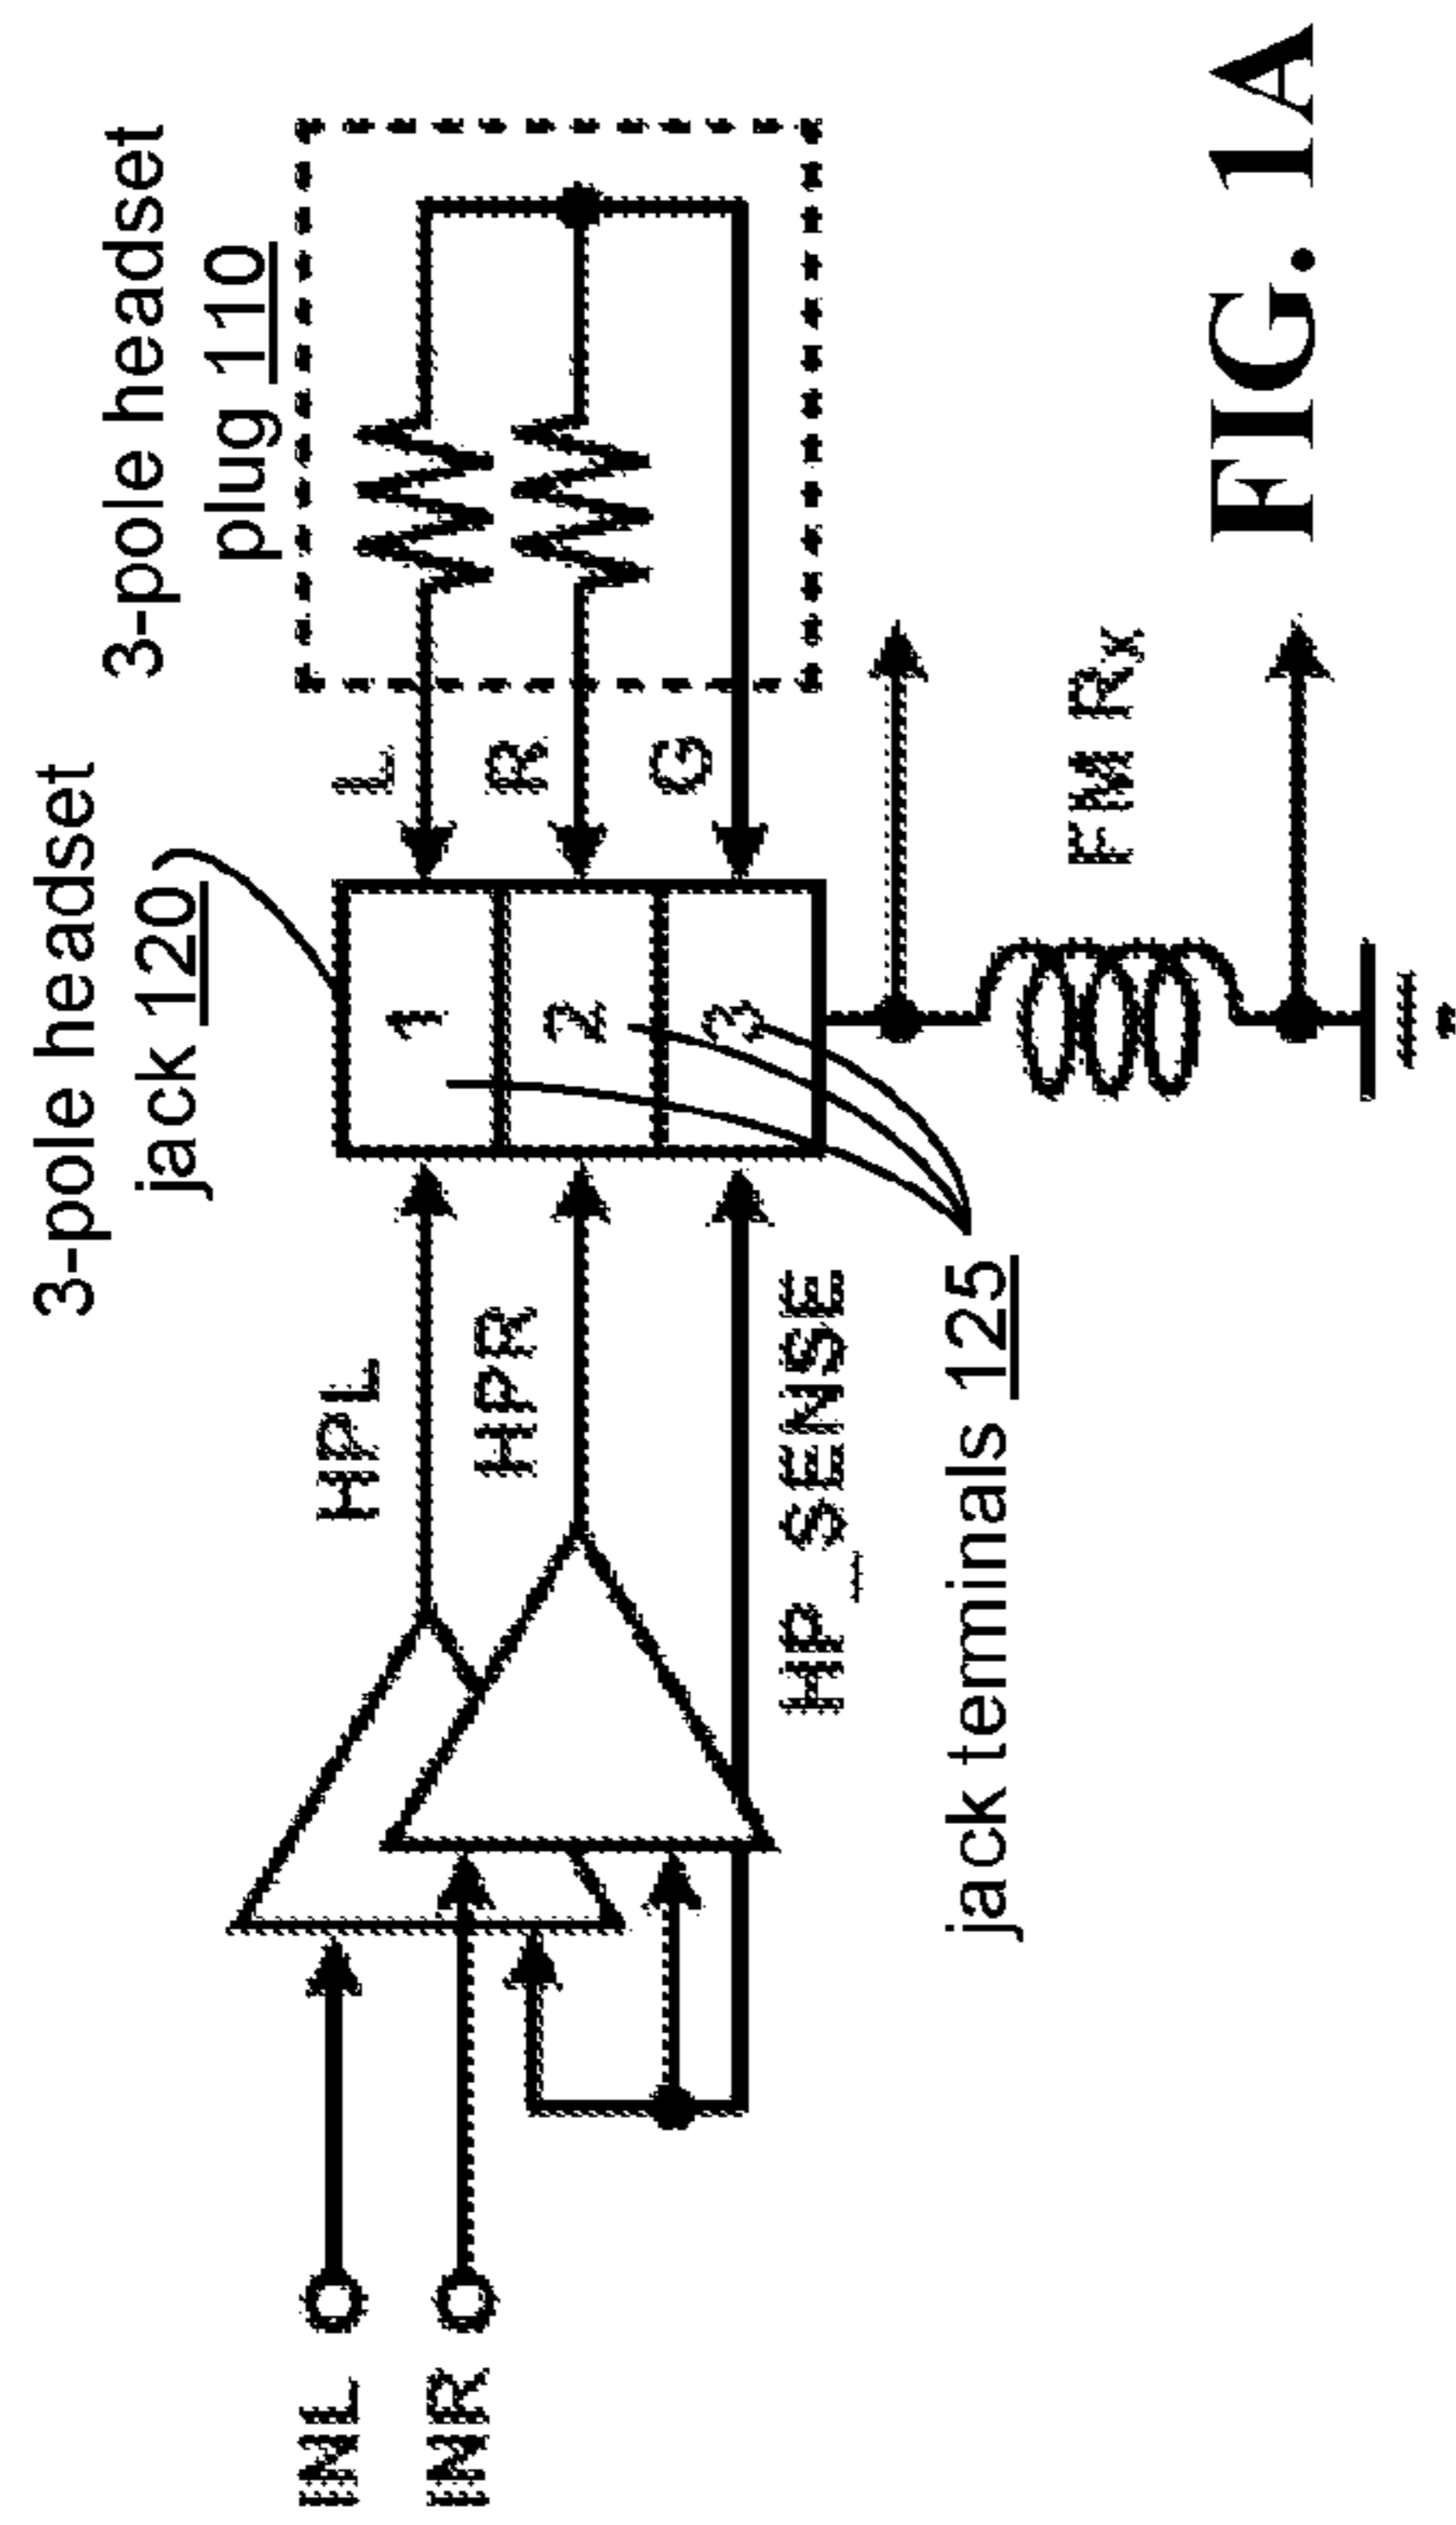 3-pole headset
jack 120
3-pole headset
plug 110
INL
INR
HPL
HPR
HP_SENSE
1
2
3
L
R
G
jack terminals 125
FM Rx
FIG. 1A